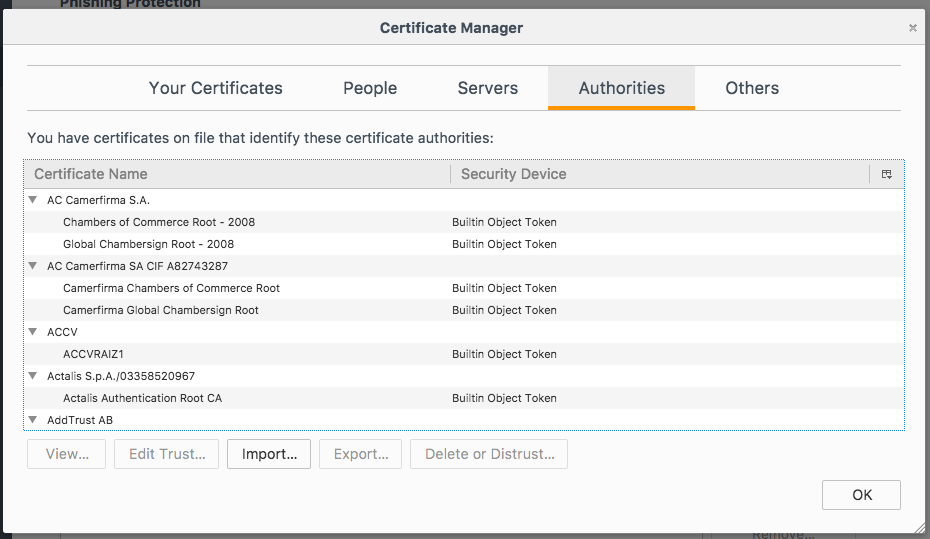 Phishing Protection
Certificate Manager
Your Certificates People Servers Authorities Others
You have certificates on file that identify these certificate authorities:
Certificate Name Security Device
AC Camerfirma S.A.
Chambers of Commerce Root - 2008 Builtin Object Token
Global Chambersign Root - 2008 Builtin Object Token
AC Camerfirma SA CIF A82743287
Camerfirma Chambers of Commerce Root Builtin Object Token
Camerfirma Global Chambersign Root Builtin Object Token
ACCV
ACCVRAIZ1 Builtin Object Token
Actalis S.p.A./03358520967
Actalis Authentication Root CA Builtin Object Token
AddTrust AB
View... Edit Trust... Import... Export... Delete or Distrust...
OK
Remove...